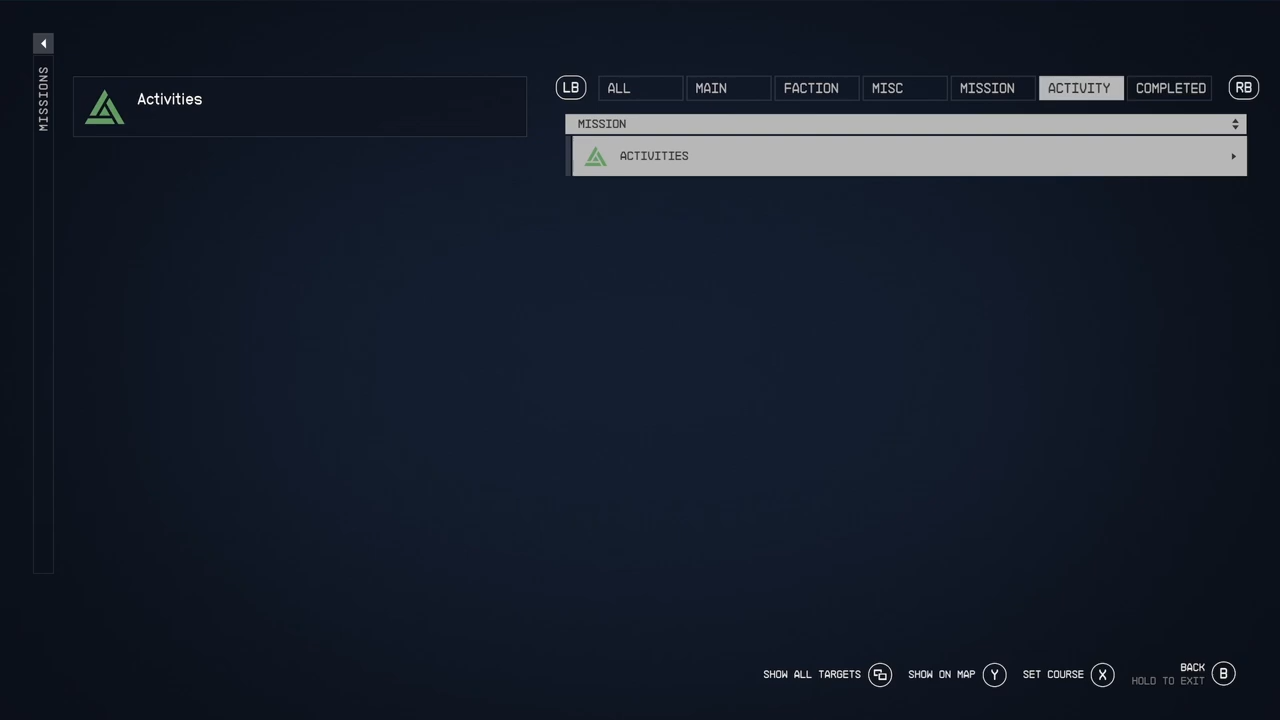 MISSIONS
Activities
LB ALL MAIN FACTION MISC MISSION ACTIVITY COMPLETED RB
MISSION
ACTIVITIES
SHOW ALL TARGETS SHOW ON MAP Y SET COURSE X BACK B
HOLD TO EXIT